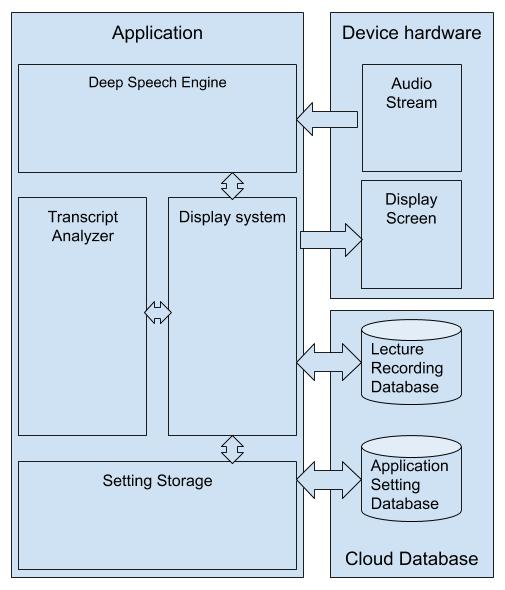 Application
Deep Speech Engine
Transcript
Analyzer
Display system
Setting Storage
Device hardware
Audio
Stream
Display
Screen
Lecture
Recording
Database
Application
Setting
Database
Cloud Database